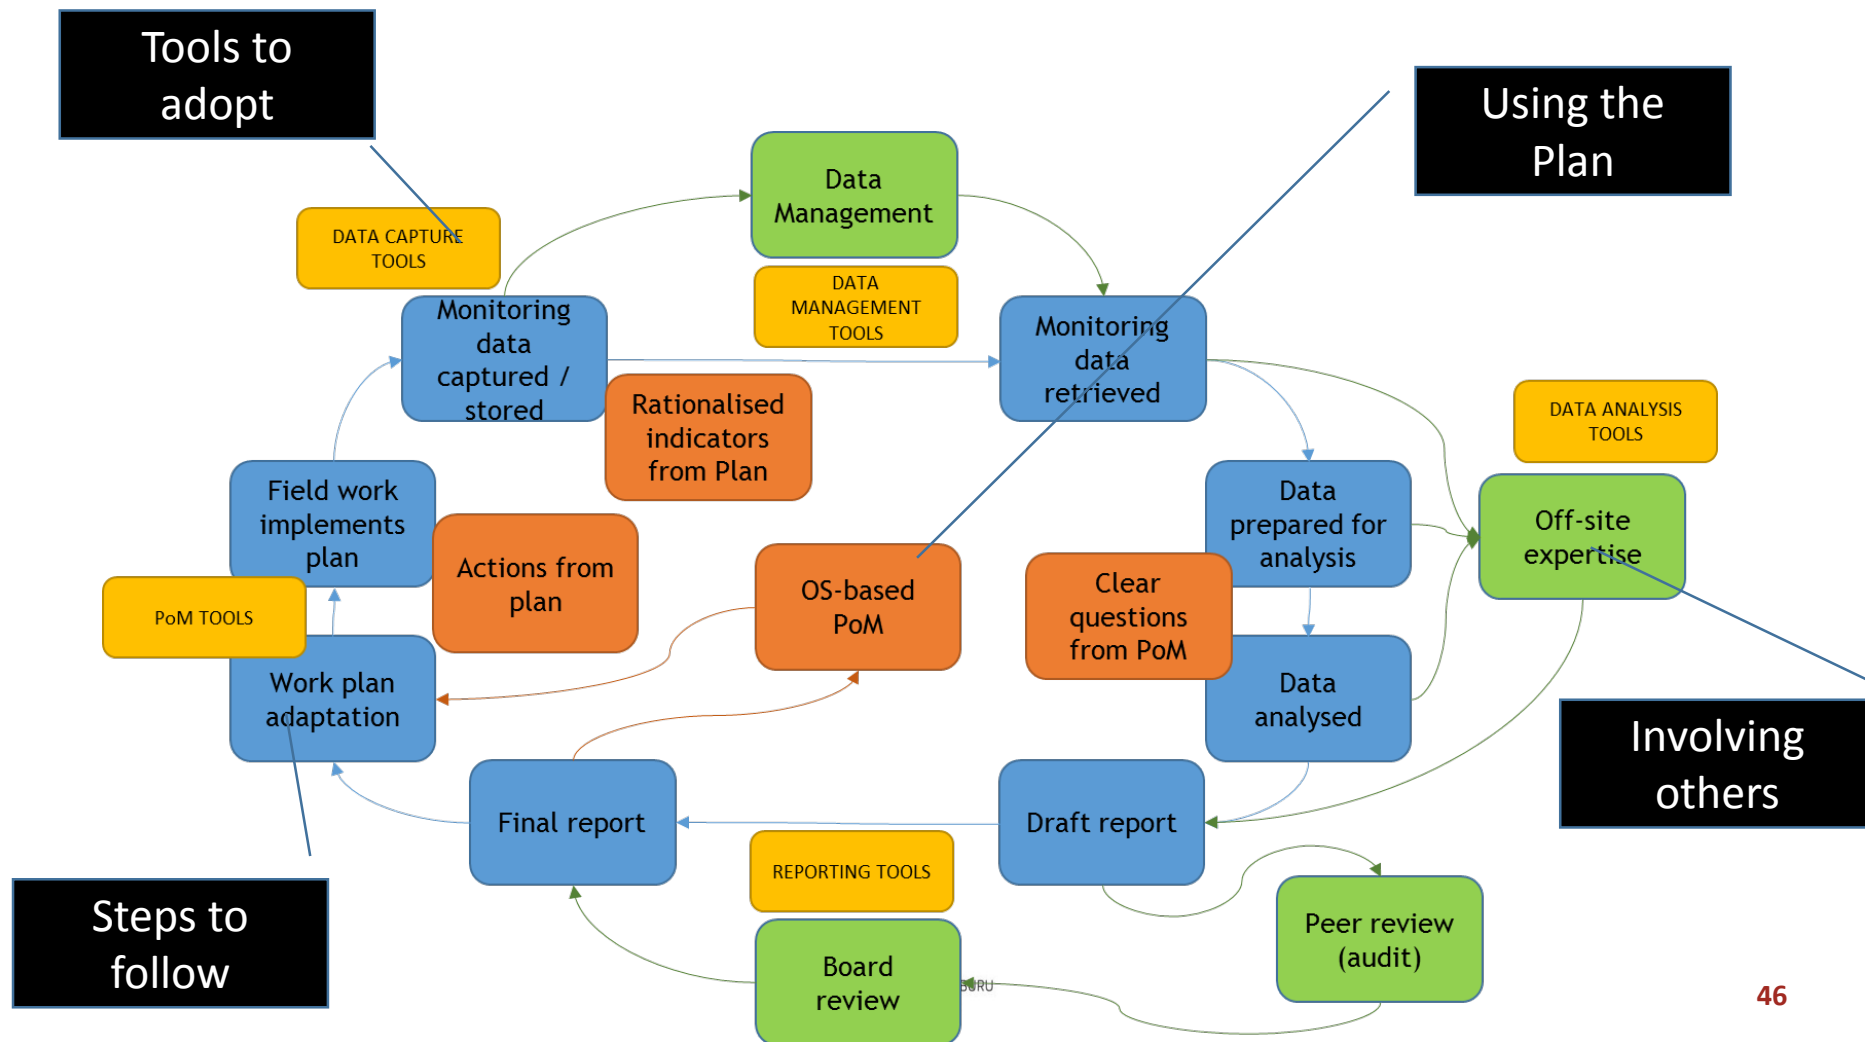 Tools to
adopt
Using the
Plan
Data
Management
DATA CAPTURE
TOOLS
DATA
MANAGEMENT
TOOLS
Monitoring
data
captured /
stored
Monitoring
data
retrieved
Rationalised
indicators
from Plan
DATA ANALYSIS
TOOLS
Field work
implements
plan
Data
prepared for
analysis
Off-site
expertise
Actions from
plan
OS-based
PoM
Clear
questions
from PoM
PoM TOOLS
Work plan
adaptation
Data
analysed
Involving
others
Final report
Draft report
REPORTING TOOLS
Steps to
follow
Peer review
(audit)
Board
review
46